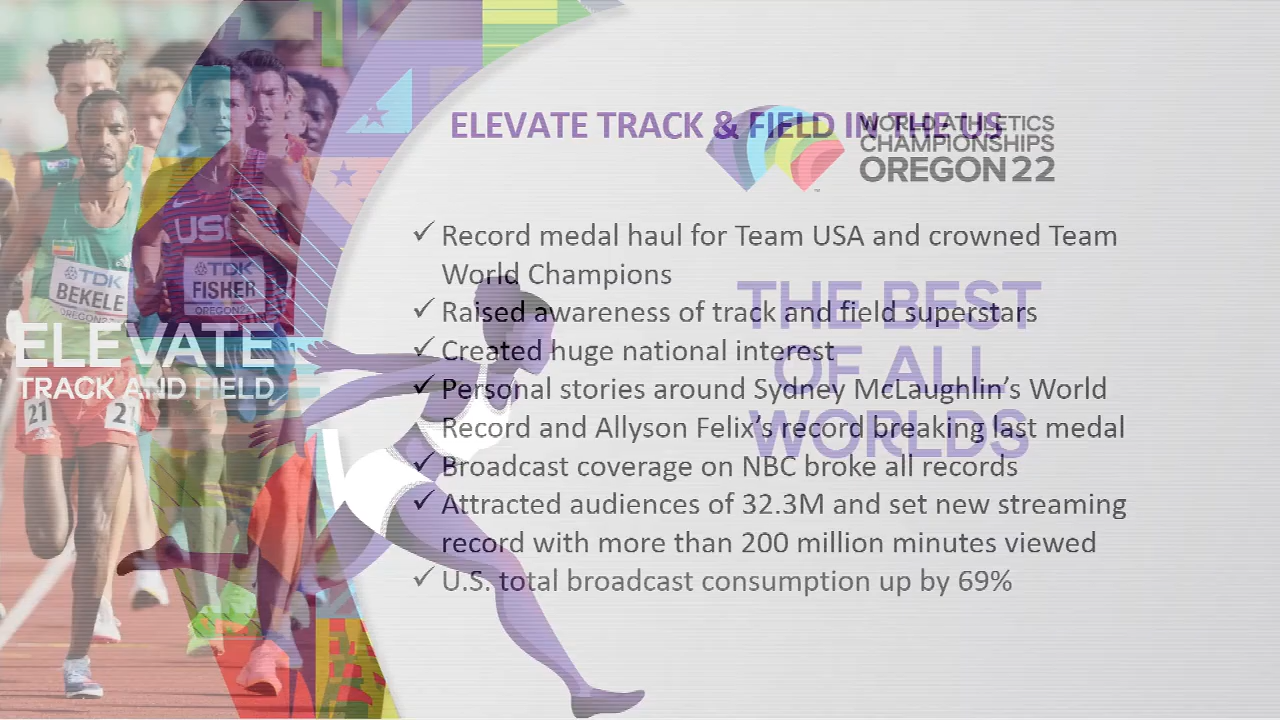 ELEVATE TRACK & FIELD IN THE US
WORLD ATHLETICS
CHAMPIONSHIPS
OREGON22
™
✓ Record medal haul for Team USA and crowned Team
World Champions
✓ Raised awareness of track and field superstars
✓ Created huge national interest
✓ Personal stories around Sydney McLaughlin's World
Record and Allyson Felix's record breaking last medal
✓ Broadcast coverage on NBC broke all records
✓ Attracted audiences of 32.3M and set new streaming
record with more than 200 million minutes viewed
✓ U.S. total broadcast consumption up by 69%
THE BEST
OF ALL
WORLDS
ELEVATE
TRACK AND FIELD
TDK
BEKELE
OREGON22
USA
TDK
FISHER
OREGON22
21
21